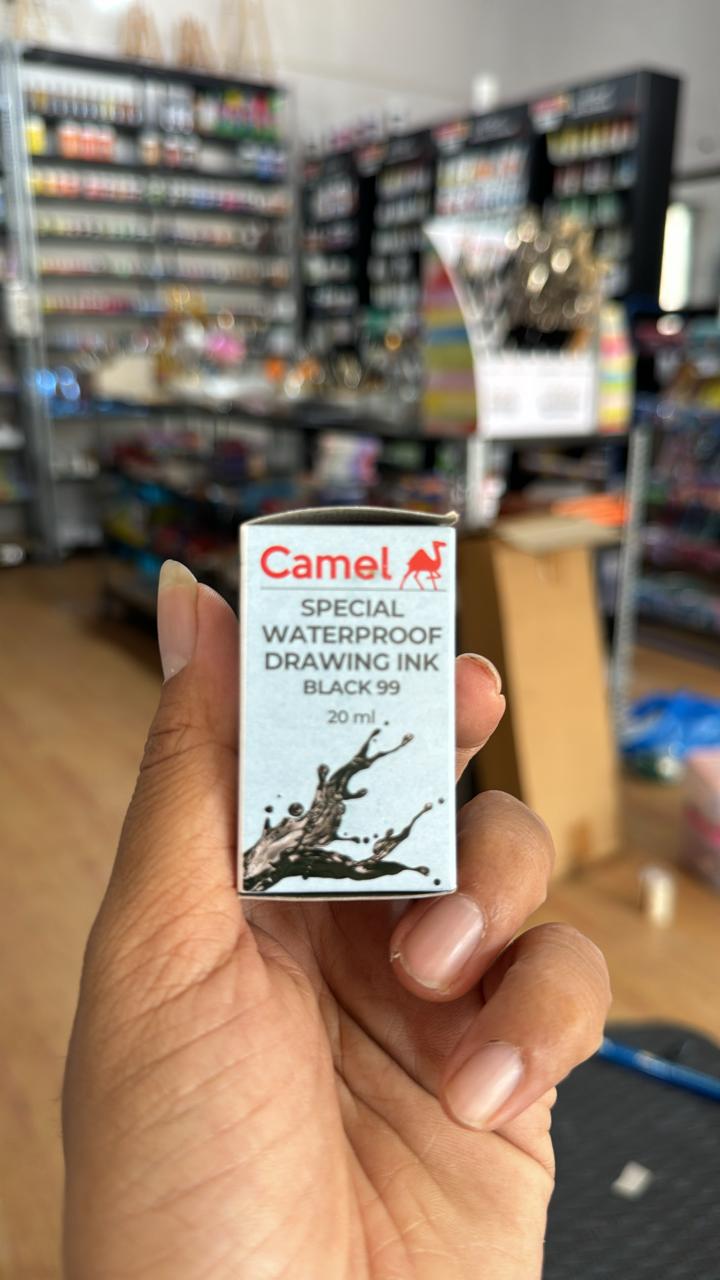 Camel
SPECIAL
WATERPROOF
DRAWING INK
BLACK 99
20 ml